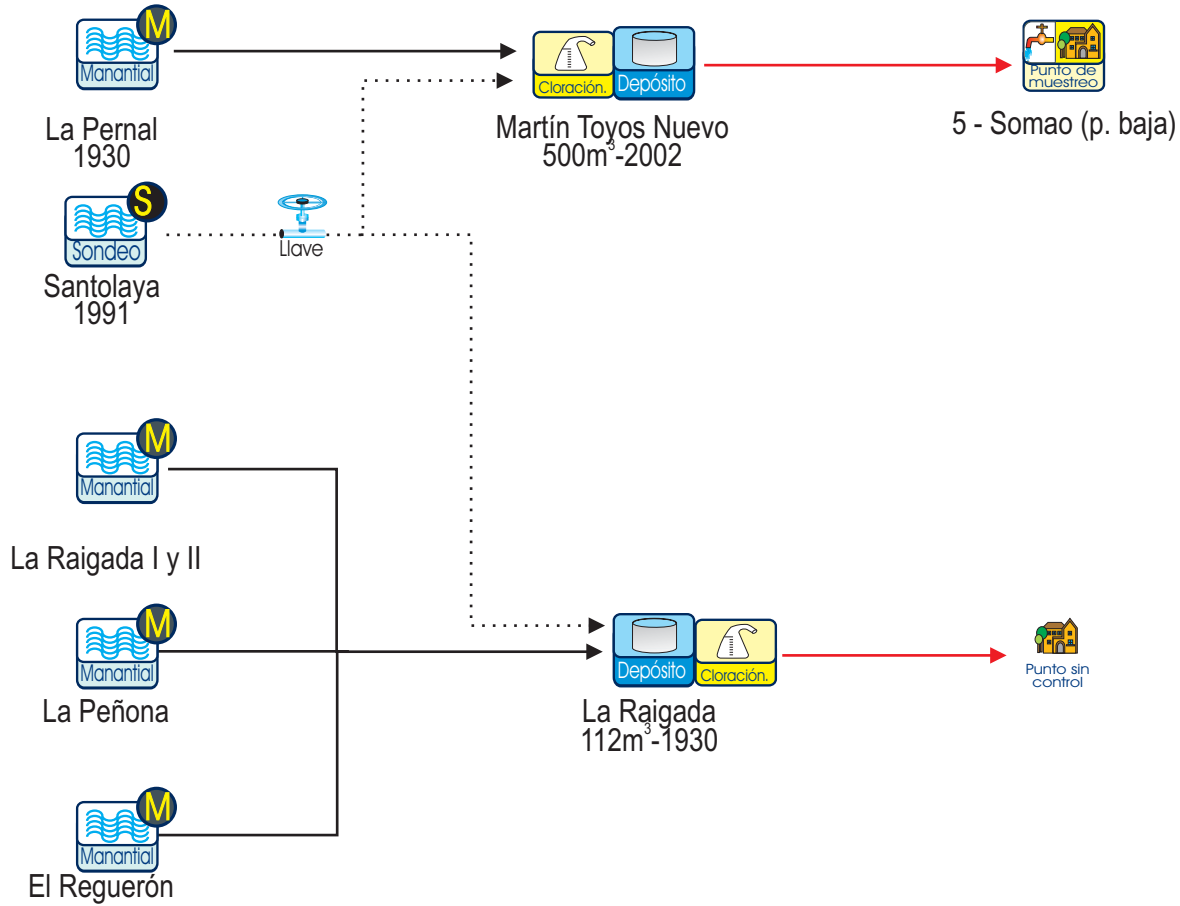 M
Manantial
La Pernal
1930
Cloración.
Depósito
Martín Toyos Nuevo
500m³-2002
Punto de
muestreo
5 - Somao (p. baja)
S
Sondeo
Santolaya
1991
Llave
M
Manantial
La Raigada I y II
M
Manantial
La Peñona
Depósito
Cloración.
La Raigada
112m³-1930
Punto sin
control
M
Manantial
El Reguerón